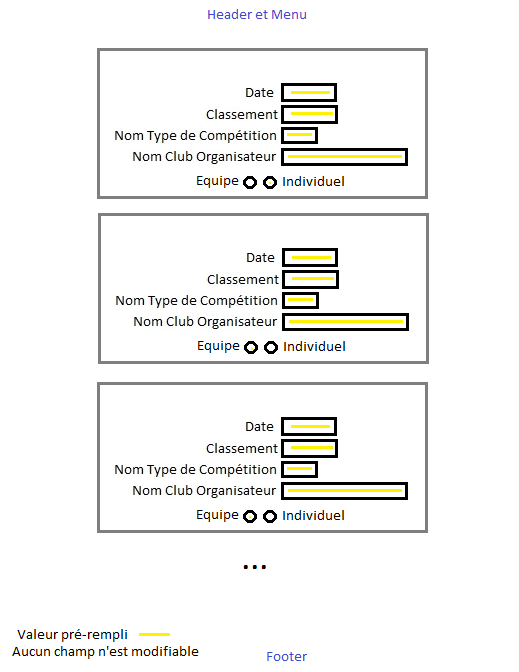 Header et Menu
Date
Classement
Nom Type de Compétition
Nom Club Organisateur
Equipe Individuel
Date
Classement
Nom Type de Compétition
Nom Club Organisateur
Equipe Individuel
Date
Classement
Nom Type de Compétition
Nom Club Organisateur
Equipe Individuel
...
Valeur pré-rempli
Aucun champ n'est modifiable
Footer